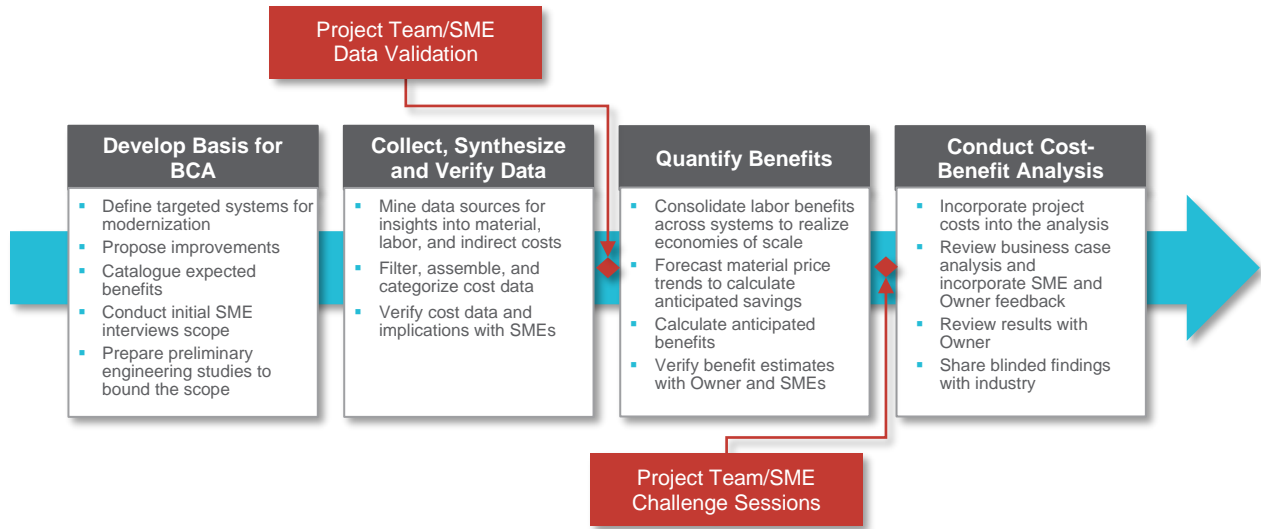 Project Team/SME
Data Validation
Develop Basis for
BCA
Define targeted systems for
modernization
Propose improvements
Catalogue expected
benefits
Conduct initial SME
interviews scope
Prepare preliminary
engineering studies to
bound the scope
Collect, Synthesize
and Verify Data
Mine data sources for
insights into material,
labor, and indirect costs
Filter, assemble, and
categorize cost data
Verify cost data and
implications with SMEs
Quantify Benefits
Consolidate labor benefits
across systems to realize
economies of scale
Forecast material price
trends to calculate
anticipated savings
Calculate anticipated
benefits
Verify benefit estimates
with Owner and SMEs
Conduct Cost-
Benefit Analysis
Incorporate project
costs into the analysis
Review business case
analysis and
incorporate SME and
Owner feedback
Review results with
Owner
Share blinded findings
with industry
Project Team/SME
Challenge Sessions